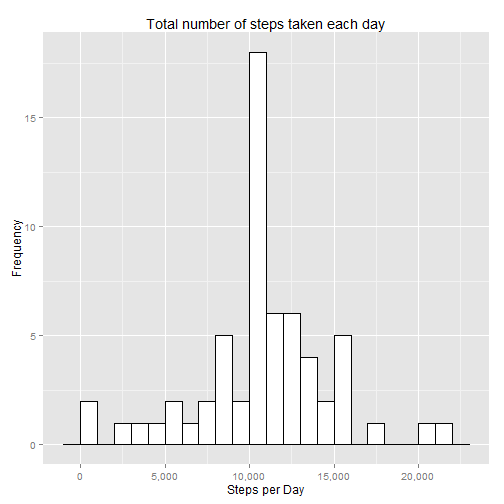 Total number of steps taken each day
Frequency
15
10
5
0
0 5,000 10,000 15,000 20,000
Steps per Day